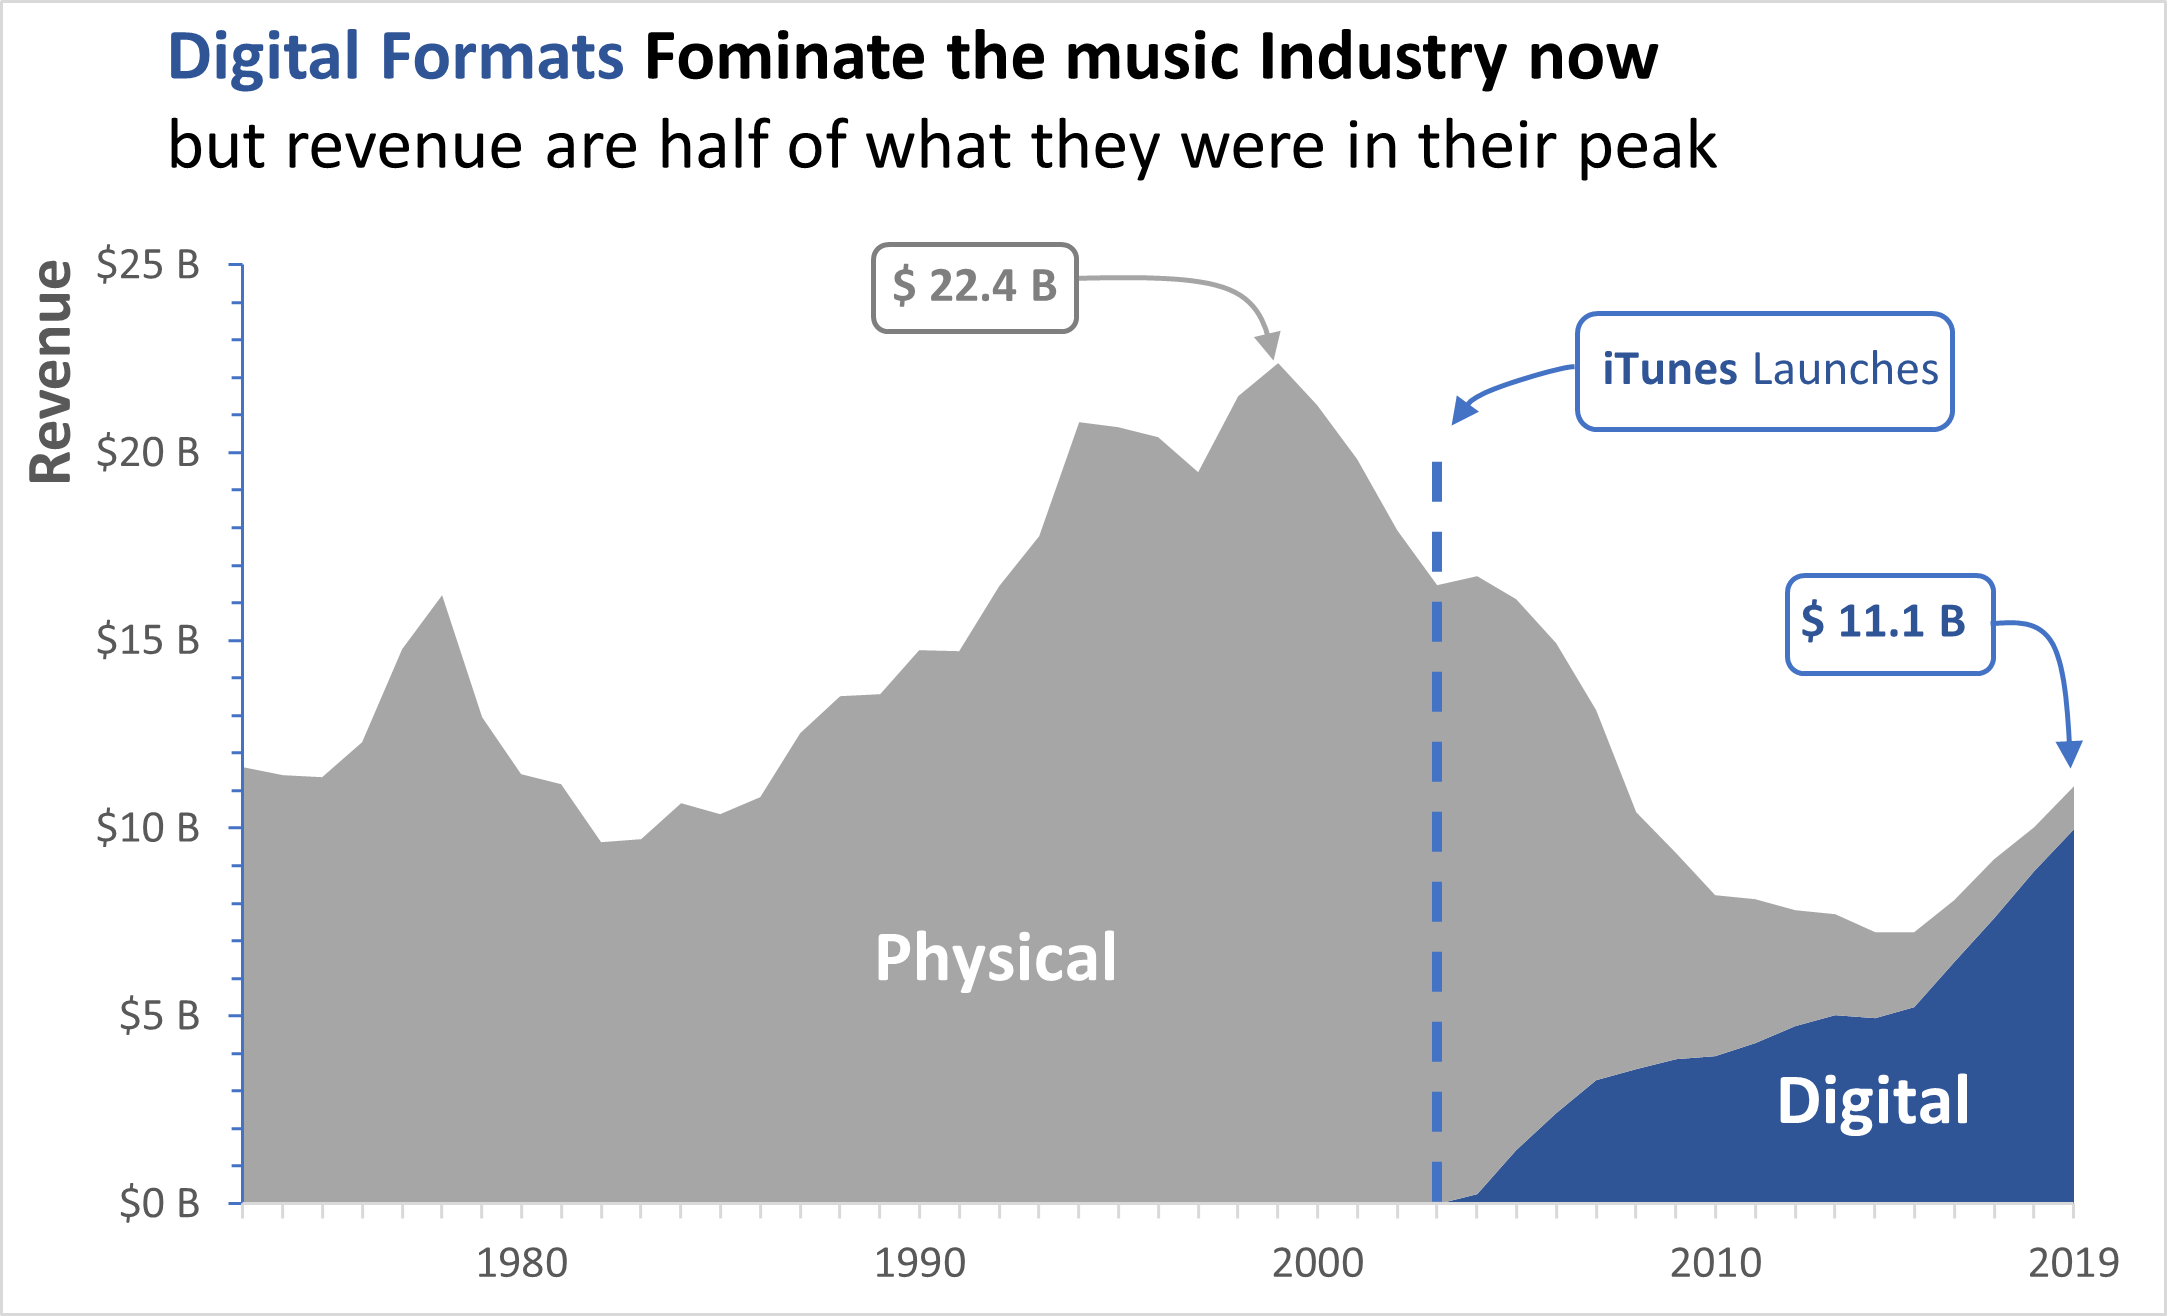 Digital Formats Fominate the music Industry now
but revenue are half of what they were in their peak
Revenue
$25 B
$20 B
$15 B
$10 B
$5 B
$0 B
$ 22.4 B
iTunes Launches
$ 11.1 B
Physical
Digital
1980
1990
2000
2010
2019